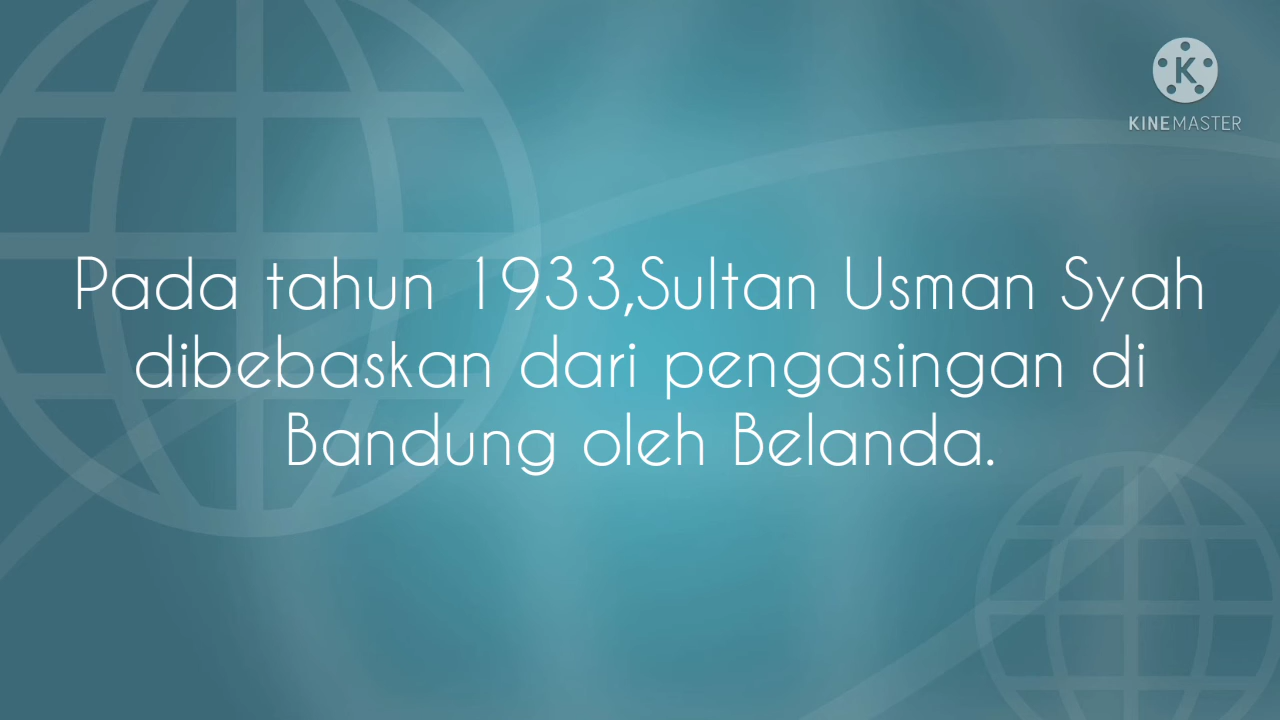 KINEMASTER
Pada tahun 1933,Sultan Usman Syah
dibebaskan dari pengasingan di
Bandung oleh Belanda.